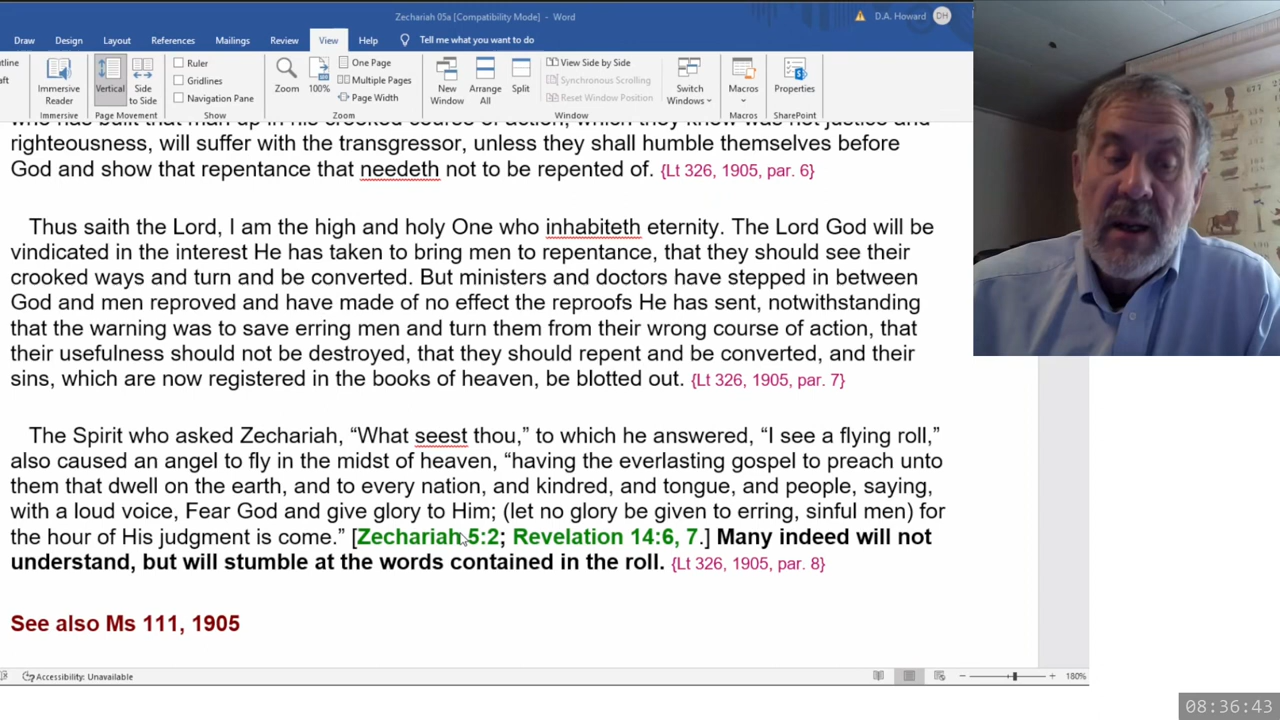 Zechariah 05a [Compatibility Mode] - Word
D.A. Howard
DH
Draw Design Layout References Mailings Review View Help Tell me what you want to do
Immersive Reader
Immersive
Vertical
Side to Side
Page Movement
Ruler
Gridlines
Navigation Pane
Show
Zoom
100%
One Page
Multiple Pages
Page Width
Zoom
New Window
Arrange All
Split
View Side by Side
Synchronous Scrolling
Reset Window Position
Window
Switch Windows
Macros
Macros
Properties
SharePoint
righteousness, will suffer with the transgressor, unless they shall humble themselves before
God and show that repentance that needeth not to be repented of. {Lt 326, 1905, par. 6}
Thus saith the Lord, I am the high and holy One who inhabiteth eternity. The Lord God will be
vindicated in the interest He has taken to bring men to repentance, that they should see their
crooked ways and turn and be converted. But ministers and doctors have stepped in between
God and men reproved and have made of no effect the reproofs He has sent, notwithstanding
that the warning was to save erring men and turn them from their wrong course of action, that
their usefulness should not be destroyed, that they should repent and be converted, and their
sins, which are now registered in the books of heaven, be blotted out. {Lt 326, 1905, par. 7}
The Spirit who asked Zechariah, “What seest thou,” to which he answered, “I see a flying roll,”
also caused an angel to fly in the midst of heaven, “having the everlasting gospel to preach unto
them that dwell on the earth, and to every nation, and kindred, and tongue, and people, saying,
with a loud voice, Fear God and give glory to Him; (let no glory be given to erring, sinful men) for
the hour of His judgment is come.” [Zechariah 5:2; Revelation 14:6, 7.] Many indeed will not
understand, but will stumble at the words contained in the roll. {Lt 326, 1905, par. 8}
See also Ms 111, 1905
Accessibility: Unavailable
180%
08:36:43